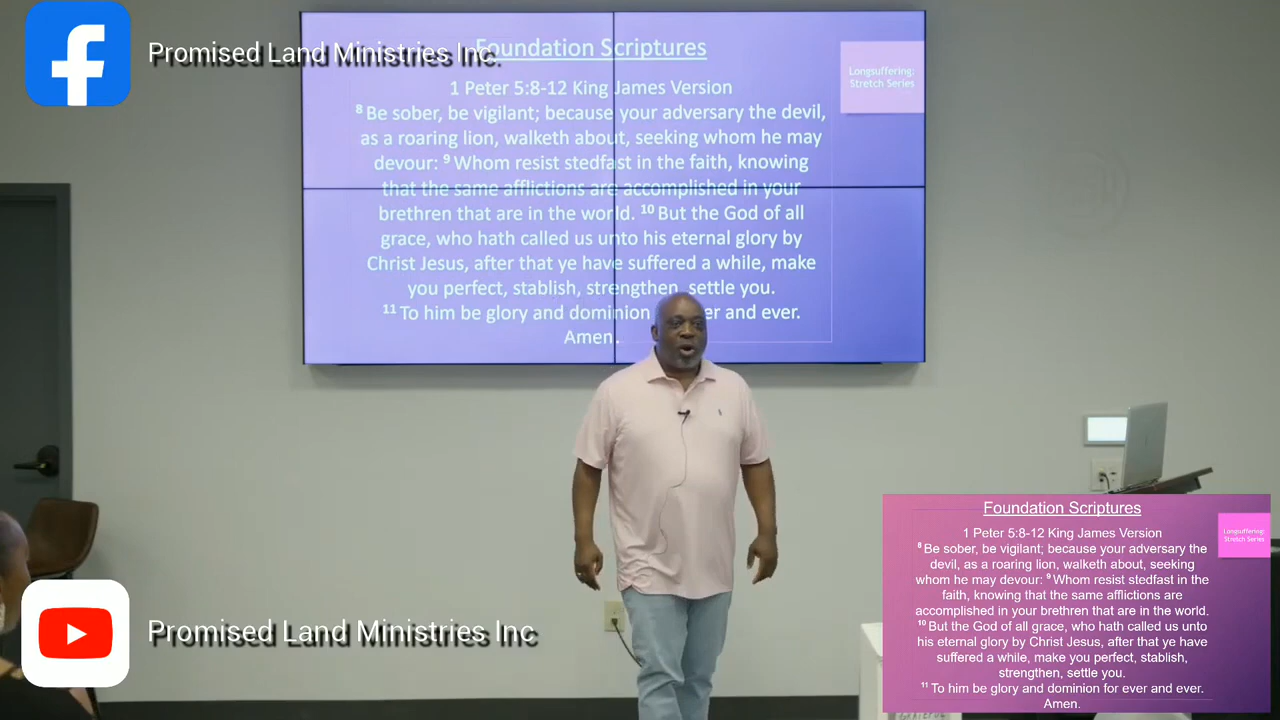 Promised Land Ministries Inc.
Foundation Scriptures
Longsuffering:
Stretch Series
1 Peter 5:8-12 King James Version
8 Be sober, be vigilant; because your adversary the devil,
as a roaring lion, walketh about, seeking whom he may
devour: 9 Whom resist stedfast in the faith, knowing
that the same afflictions are accomplished in your
brethren that are in the world. 10 But the God of all
grace, who hath called us unto his eternal glory by
Christ Jesus, after that ye have suffered a while, make
you perfect, stablish, strengthen, settle you.
11 To him be glory and dominion er and ever.
Amen.
Foundation Scriptures
Longsuffering:
Stretch Series
1 Peter 5:8-12 King James Version
8 Be sober, be vigilant; because your adversary the
devil, as a roaring lion, walketh about, seeking
whom he may devour: 9 Whom resist stedfast in the
faith, knowing that the same afflictions are
accomplished in your brethren that are in the world.
10 But the God of all grace, who hath called us unto
his eternal glory by Christ Jesus, after that ye have
suffered a while, make you perfect, stablish,
strengthen, settle you.
11 To him be glory and dominion for ever and ever.
Amen.
Promised Land Ministries Inc